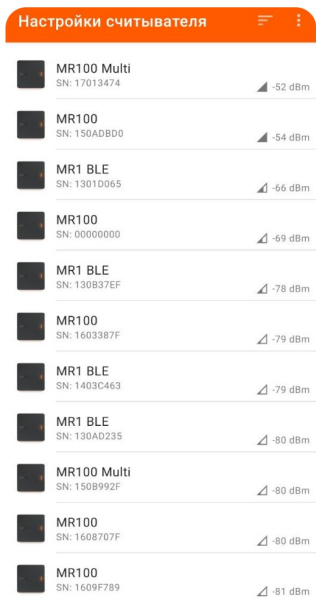 Настройки считывателя
MR100 Multi
SN: 17013474
-52 dBm
MR100
SN: 150ADBD0
-54 dBm
MR1 BLE
SN: 1301D065
-66 dBm
MR100
SN: 00000000
-69 dBm
MR1 BLE
SN: 130B37EF
-78 dBm
MR100
SN: 1603387F
-79 dBm
MR1 BLE
SN: 1403C463
-79 dBm
MR1 BLE
SN: 130AD235
-80 dBm
MR100 Multi
SN: 150B992F
-80 dBm
MR100
SN: 1608707F
-80 dBm
MR100
SN: 1609F789
-81 dBm